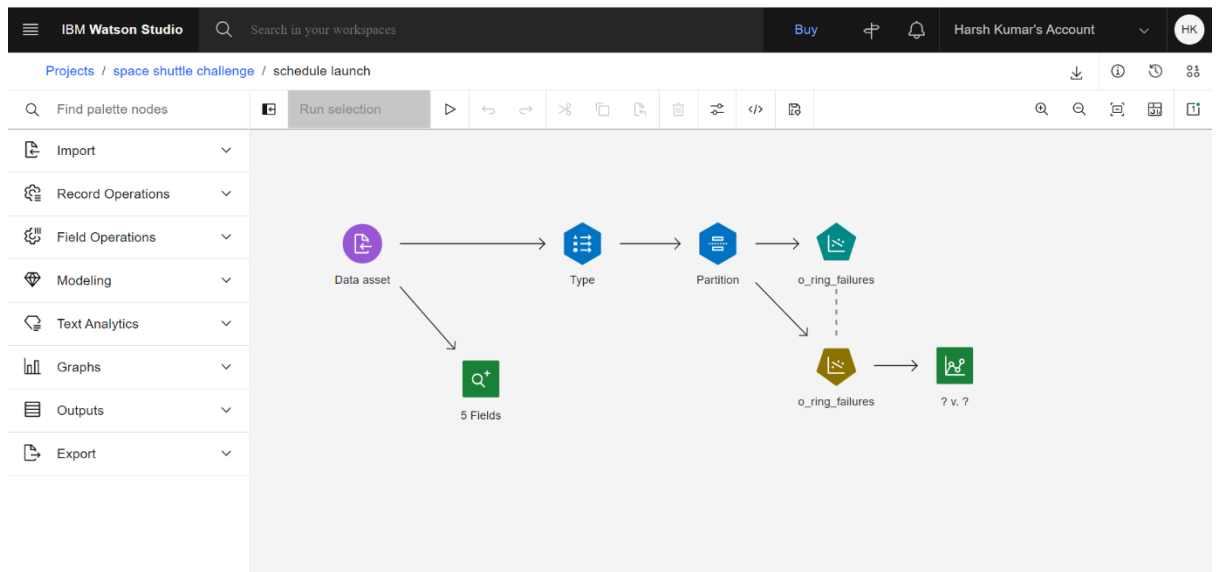 IBM Watson Studio
Search in your workspaces
Buy
Harsh Kumar's Account
HK
Projects / space shuttle challenge / schedule launch
Find palette nodes
Run selection
Import
Record Operations
Field Operations
Modeling
Text Analytics
Graphs
Outputs
Export
Data asset
Type
Partition
o_ring_failures
5 Fields
o_ring_failures
? v. ?